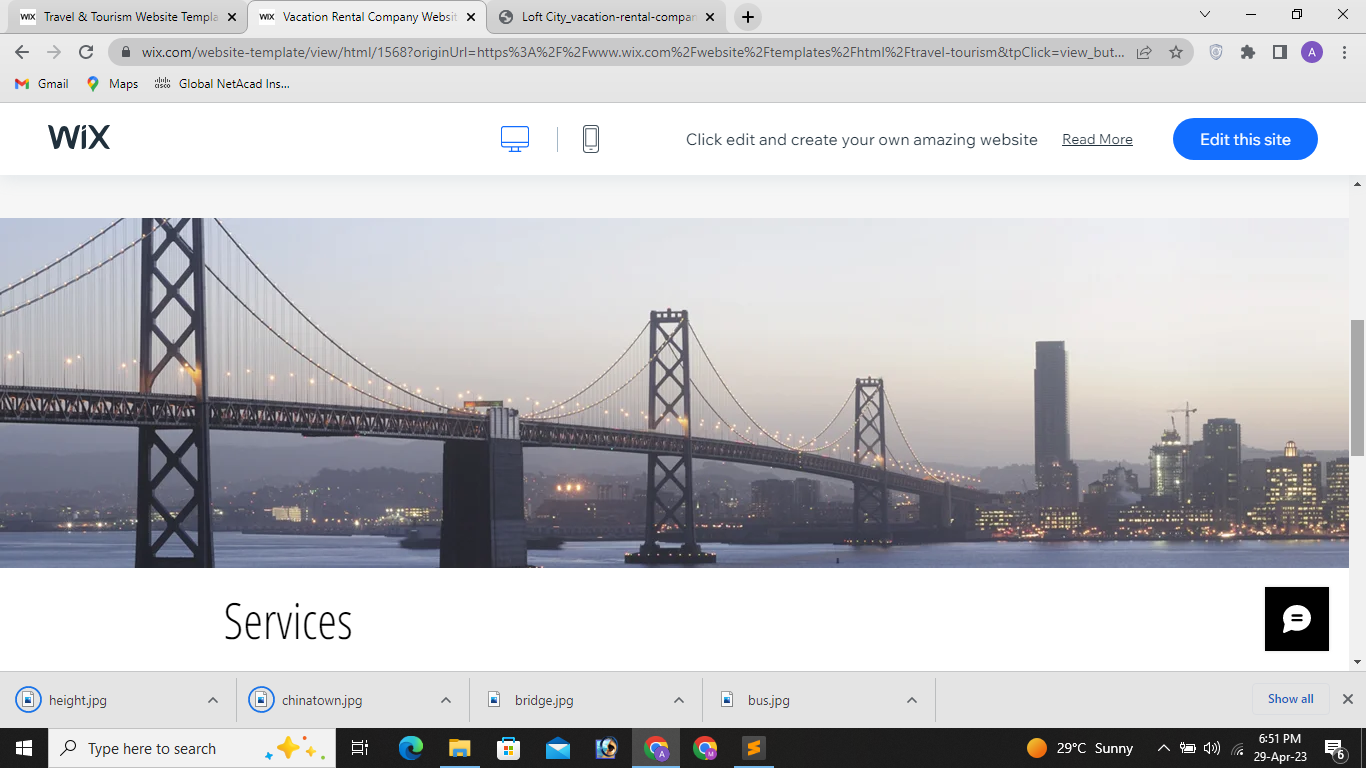 WiX Travel & Tourism Website Templa
WiX Vacation Rental Company Websit
Loft City_vacation-rental-compan
wix.com/website-template/view/html/1568?originUrl=https%3A%2F%2Fwww.wix.com%2Fwebsite%2Ftemplates%2Fhtml%2Ftravel-tourism&tpClick=view_but...
A
Gmail
Maps
cisco Global NetAcad Ins...
WiX
Click edit and create your own amazing website
Read More
Edit this site
Services
height.jpg
chinatown.jpg
bridge.jpg
bus.jpg
Show all
Type here to search
A
M
29°C Sunny
6:51 PM
29-Apr-23
6